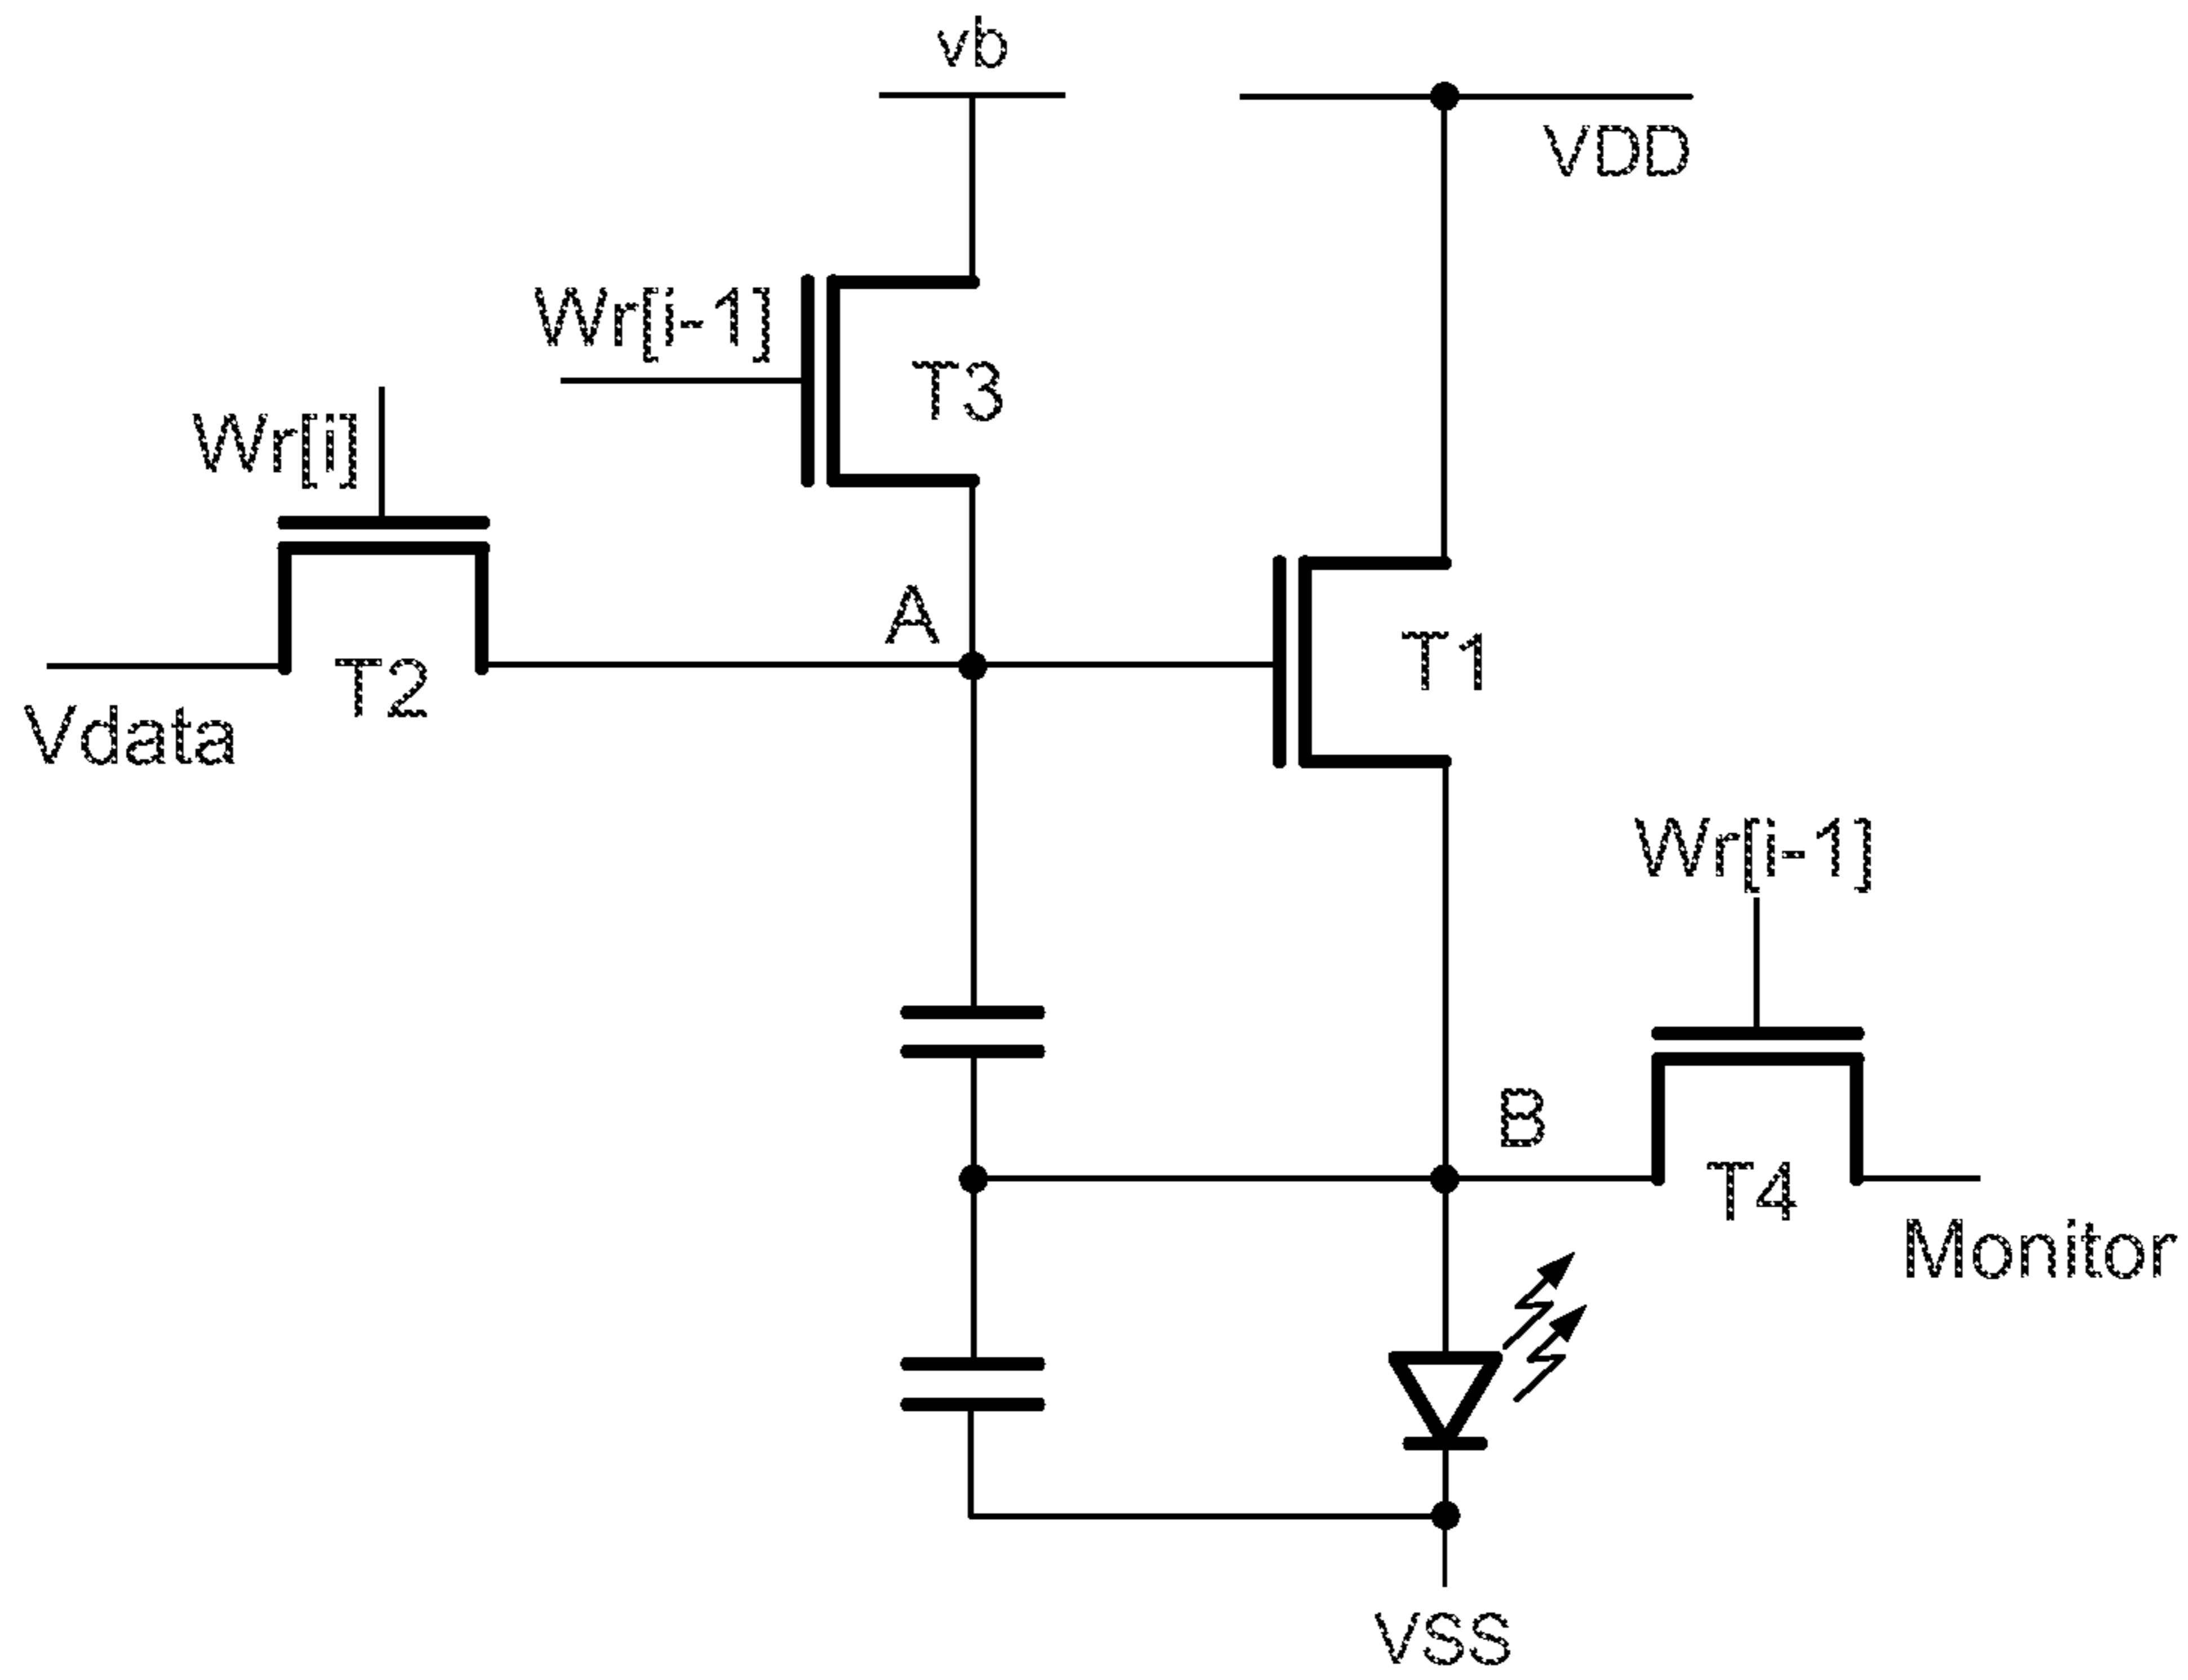 vb
VDD
Wr[i-1]
T3
Wr[i]
A
T1
T2
Vdata
Wr[i-1]
B
T4
Monitor
VSS